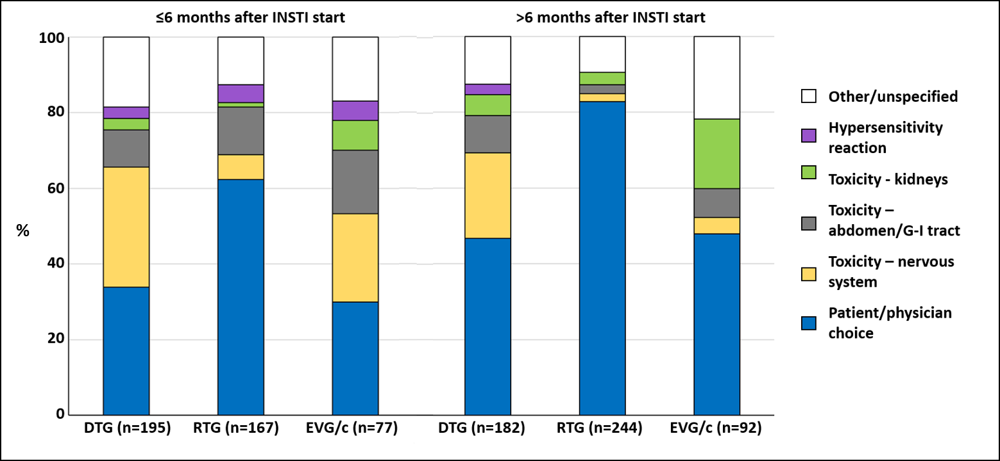 ≤6 months after INSTI start
>6 months after INSTI start
100
80
60
40
20
0
%
DTG (n=195)
RTG (n=167)
EVG/c (n=77)
DTG (n=182)
RTG (n=244)
EVG/c (n=92)
Other/unspecified
Hypersensitivity
reaction
Toxicity - kidneys
Toxicity –
abdomen/G-I tract
Toxicity – nervous
system
Patient/physician
choice